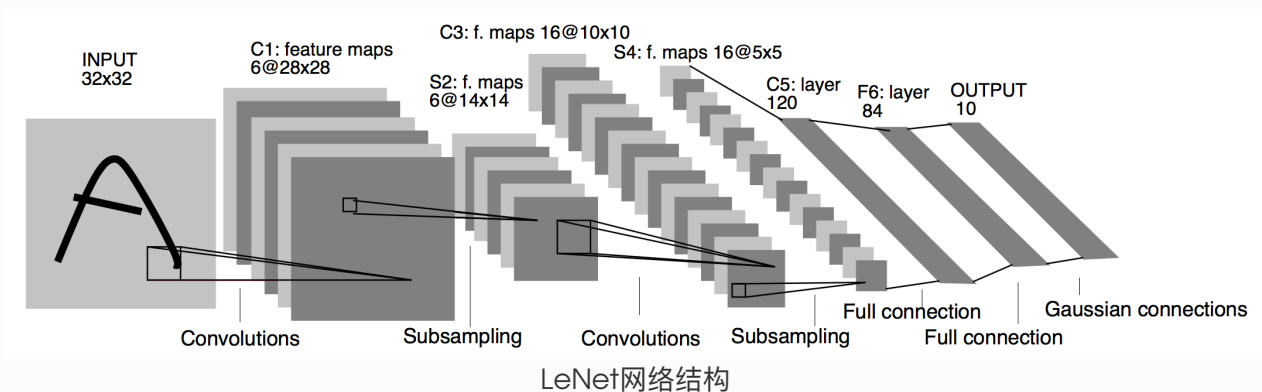 INPUT
32x32
C1: feature maps
6@28x28
S2: f. maps
6@14x14
C3: f. maps 16@10x10
S4: f. maps 16@5x5
C5: layer
120
F6: layer
84
OUTPUT
10
Convolutions
Subsampling
Convolutions
Subsampling
Full connection
Full connection
Gaussian connections
LeNet网络结构